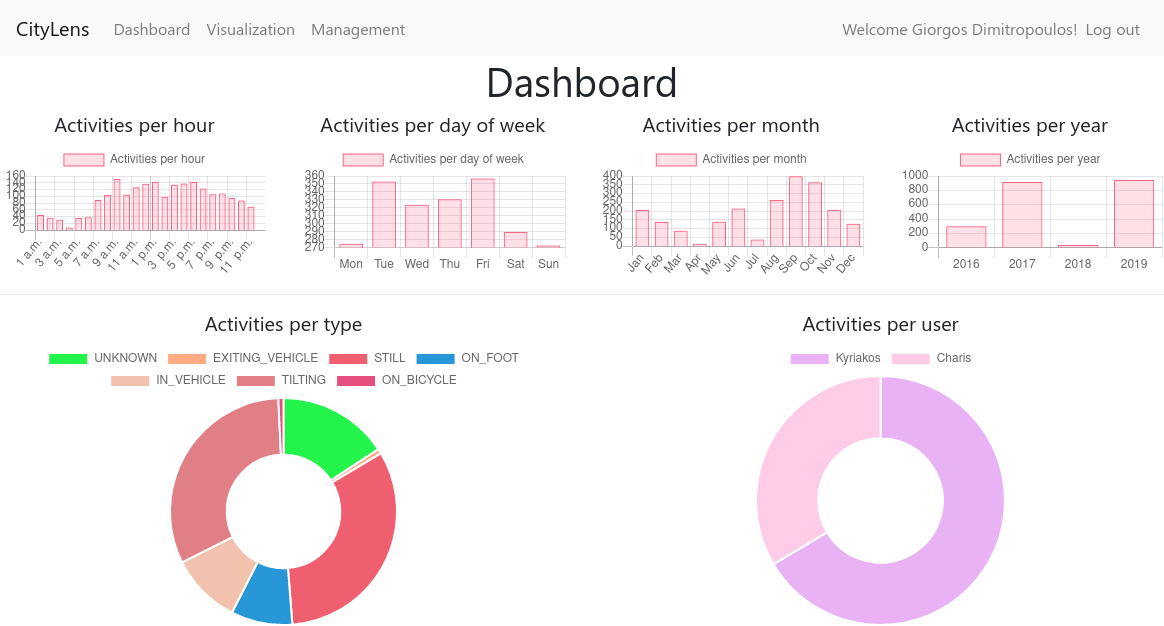 CityLens Dashboard Visualization Management Welcome Giorgos Dimitropoulos! Log out
Dashboard
Activities per hour
Activities per hour
160
140
120
100
80
60
40
20
0
1 a.m. 3 a.m. 5 a.m. 7 a.m. 9 a.m. 11 a.m. 1 p.m. 3 p.m. 5 p.m. 7 p.m. 9 p.m. 11 p.m.
Activities per day of week
Activities per day of week
360
350
340
330
320
310
300
290
280
270
Mon Tue Wed Thu Fri Sat Sun
Activities per month
Activities per month
400
350
300
250
200
150
100
50
0
Jan Feb Mar Apr May Jun Jul Aug Sep Oct Nov Dec
Activities per year
Activities per year
1000
800
600
400
200
0
2016 2017 2018 2019
Activities per type
UNKNOWN EXITING_VEHICLE STILL ON_FOOT
IN_VEHICLE TILTING ON_BICYCLE
Activities per user
Kyriakos Charis